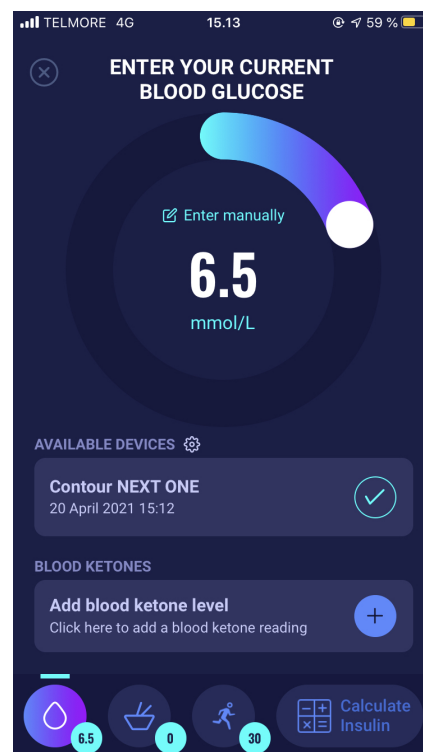 TELMORE 4G 15.13 59 %
ENTER YOUR CURRENT
BLOOD GLUCOSE
Enter manually
6.5
mmol/L
AVAILABLE DEVICES
Contour NEXT ONE
20 April 2021 15:12
BLOOD KETONES
Add blood ketone level
Click here to add a blood ketone reading
6.5 0 30 Calculate
Insulin